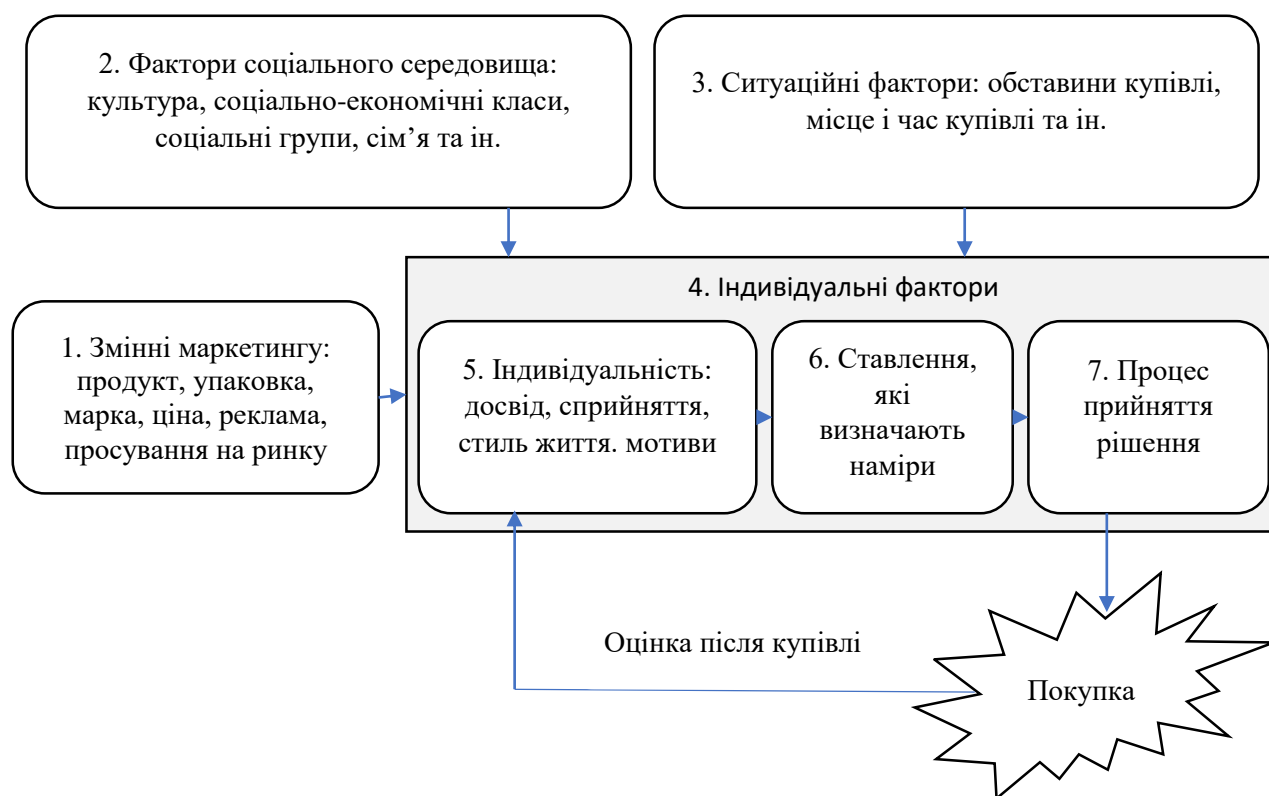 2. Фактори соціального середовища:
культура, соціально-економічні класи,
соціальні групи, сім’я та ін.
3. Ситуаційні фактори: обставини купівлі,
місце і час купівлі та ін.
4. Індивідуальні фактори
1. Змінні маркетингу:
продукт, упаковка,
марка, ціна, реклама,
просування на ринку
5. Індивідуальність:
досвід, сприйняття,
стиль життя. мотиви
6. Ставлення,
які
визначають
наміри
7. Процес
прийняття
рішення
Оцінка після купівлі
Покупка